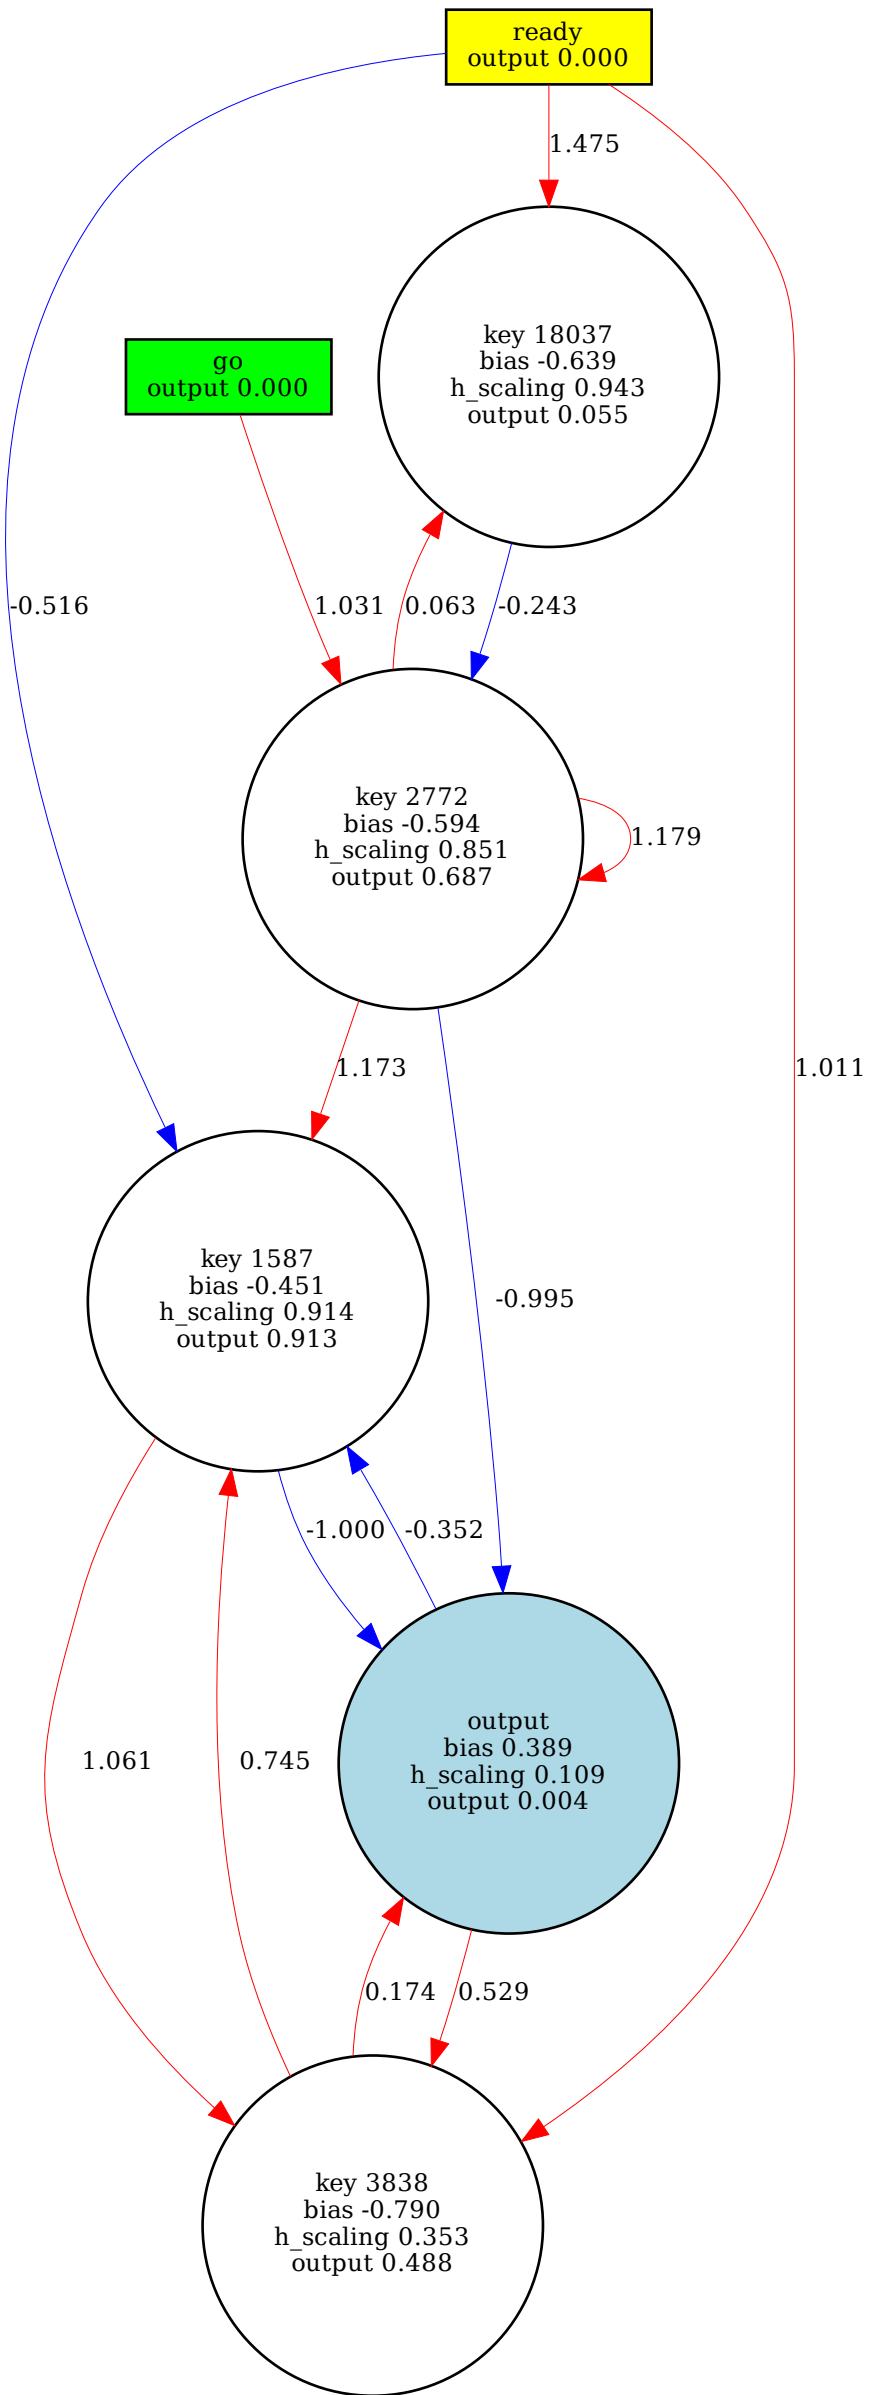 ready
output 0.000
1.475
key 18037
bias -0.639
h_scaling 0.943
output 0.055
go
output 0.000
-0.516
1.031
0.063
-0.243
key 2772
bias -0.594
h_scaling 0.851
output 0.687
1.179
1.173
1.011
key 1587
bias -0.451
h_scaling 0.914
output 0.913
-0.995
-1.000
-0.352
output
bias 0.389
h_scaling 0.109
output 0.004
1.061
0.745
0.174
0.529
key 3838
bias -0.790
h_scaling 0.353
output 0.488